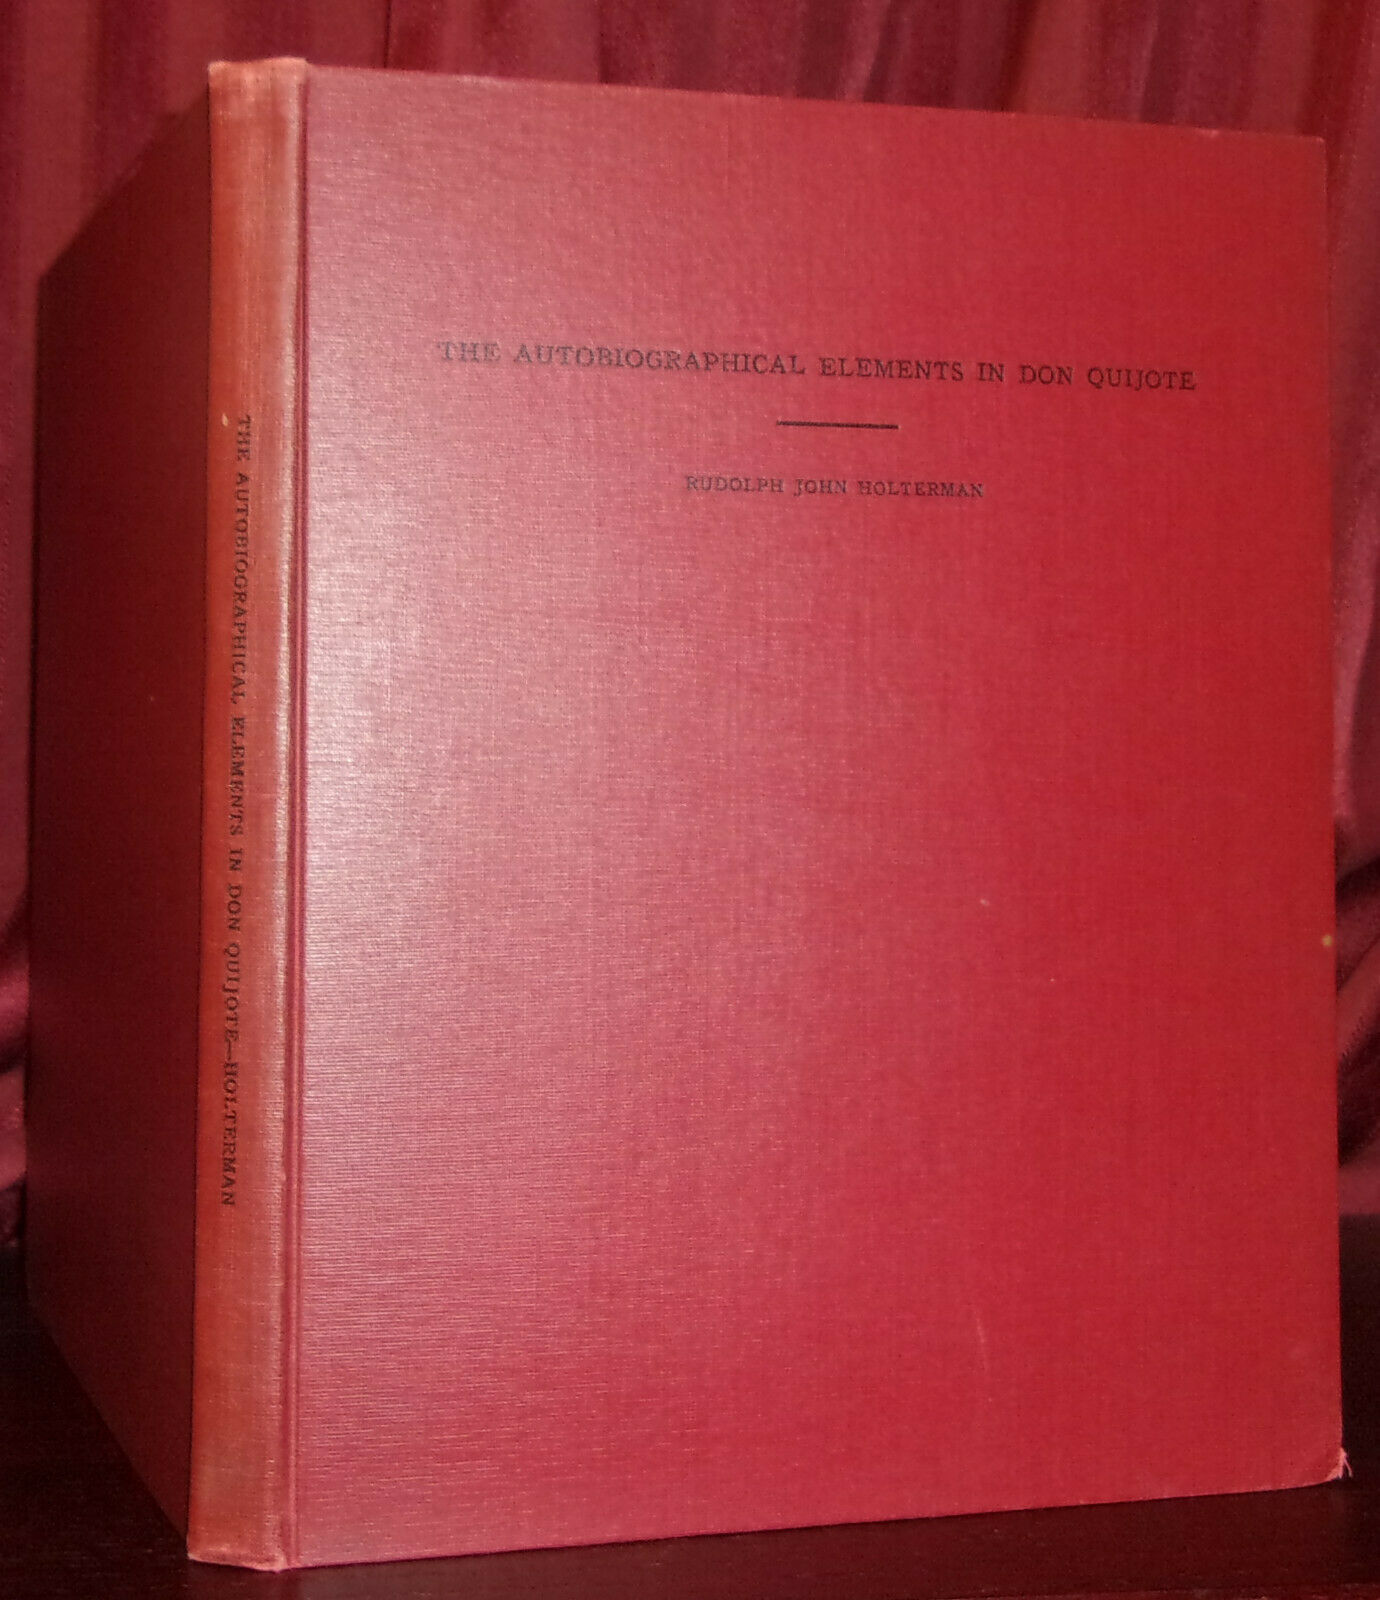 THE AUTOBIOGRAPHICAL ELEMENTS IN DON QUIJOTE
RUDOLPH JOHN HOLTERMAN
THE AUTOBIOGRAPHICAL ELEMENTS IN DON QUIJOTE—HOLTERMAN